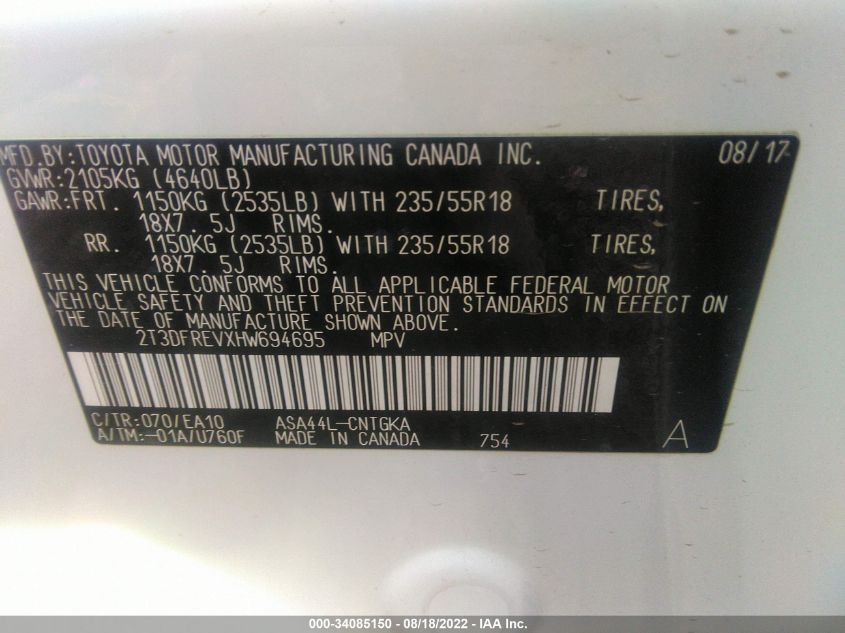 MFD.BY:TOYOTA MOTOR MANUFACTURING CANADA INC. 08/17
GVWR:2105KG (4640LB)
GAWR:FRT. 1150KG (2535LB) WITH 235/55R18 TIRES,
18X7. 5J RIMS.
RR. 1150KG (2535LB) WITH 235/55R18 TIRES,
18X7. 5J RIMS.
THIS VEHICLE CONFORMS TO ALL APPLICABLE FEDERAL MOTOR
VEHICLE SAFETY AND THEFT PREVENTION STANDARDS IN EFFECT ON
THE DATE OF MANUFACTURE SHOWN ABOVE.
2T3DFREVXHW694695 MPV
C/TR:070/EA10 ASA44L-CNTGKA
A/TM:-01A/U760F MADE IN CANADA 754 A
000-34085150 - 08/18/2022 - IAA Inc.